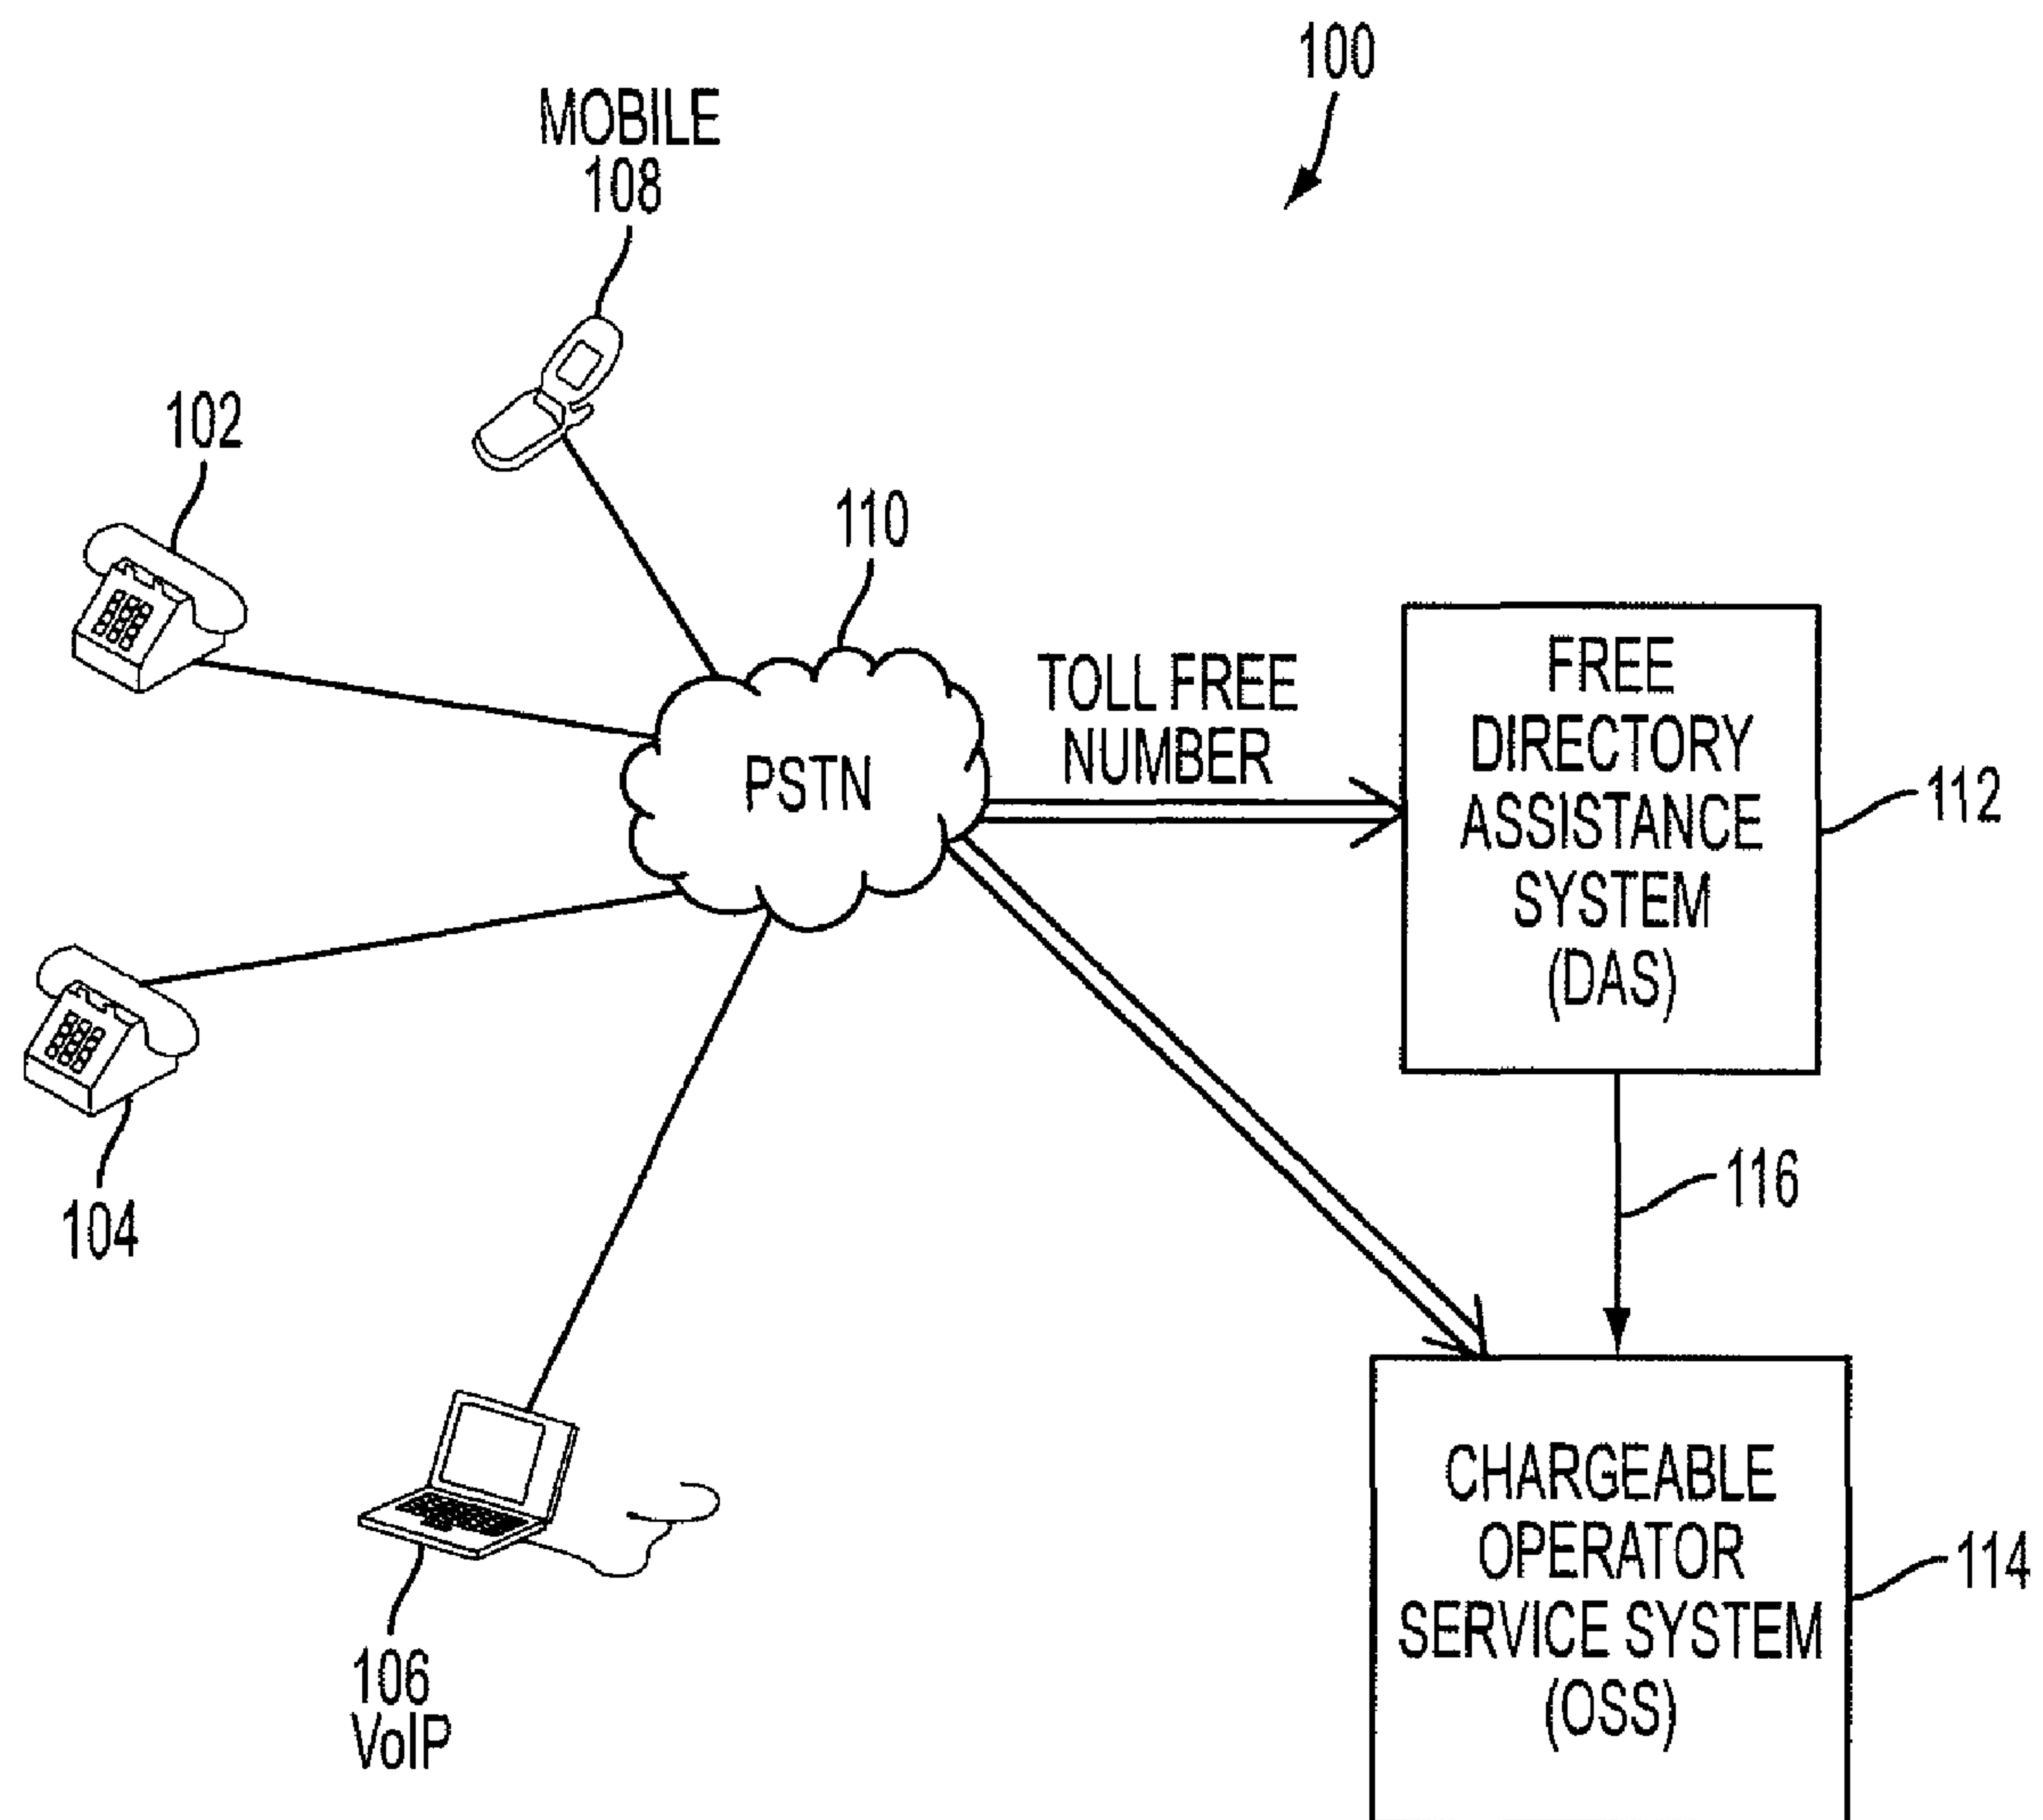 100
MOBILE
108
102
110
TOLL FREE
NUMBER
PSTN
FREE
DIRECTORY
ASSISTANCE
SYSTEM
(DAS)
112
104
116
106
VoIP
CHARGEABLE
OPERATOR
SERVICE SYSTEM
(OSS)
114